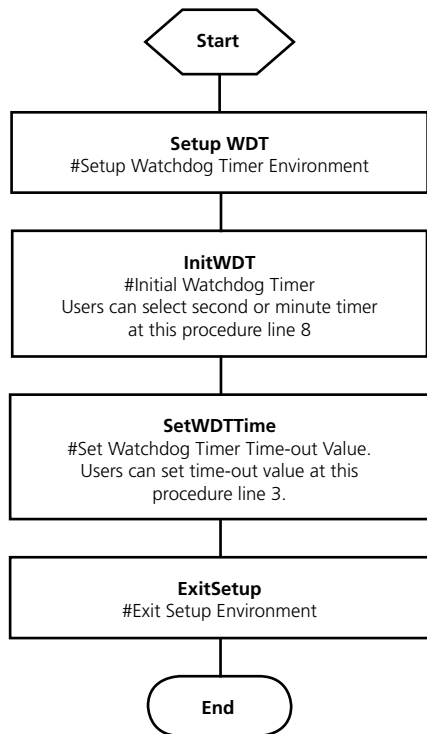 Start
Setup WDT
#Setup Watchdog Timer Environment
InitWDT
#Initial Watchdog Timer
Users can select second or minute timer
at this procedure line 8
SetWDTTime
#Set Watchdog Timer Time-out Value.
Users can set time-out value at this
procedure line 3.
ExitSetup
#Exit Setup Environment
End